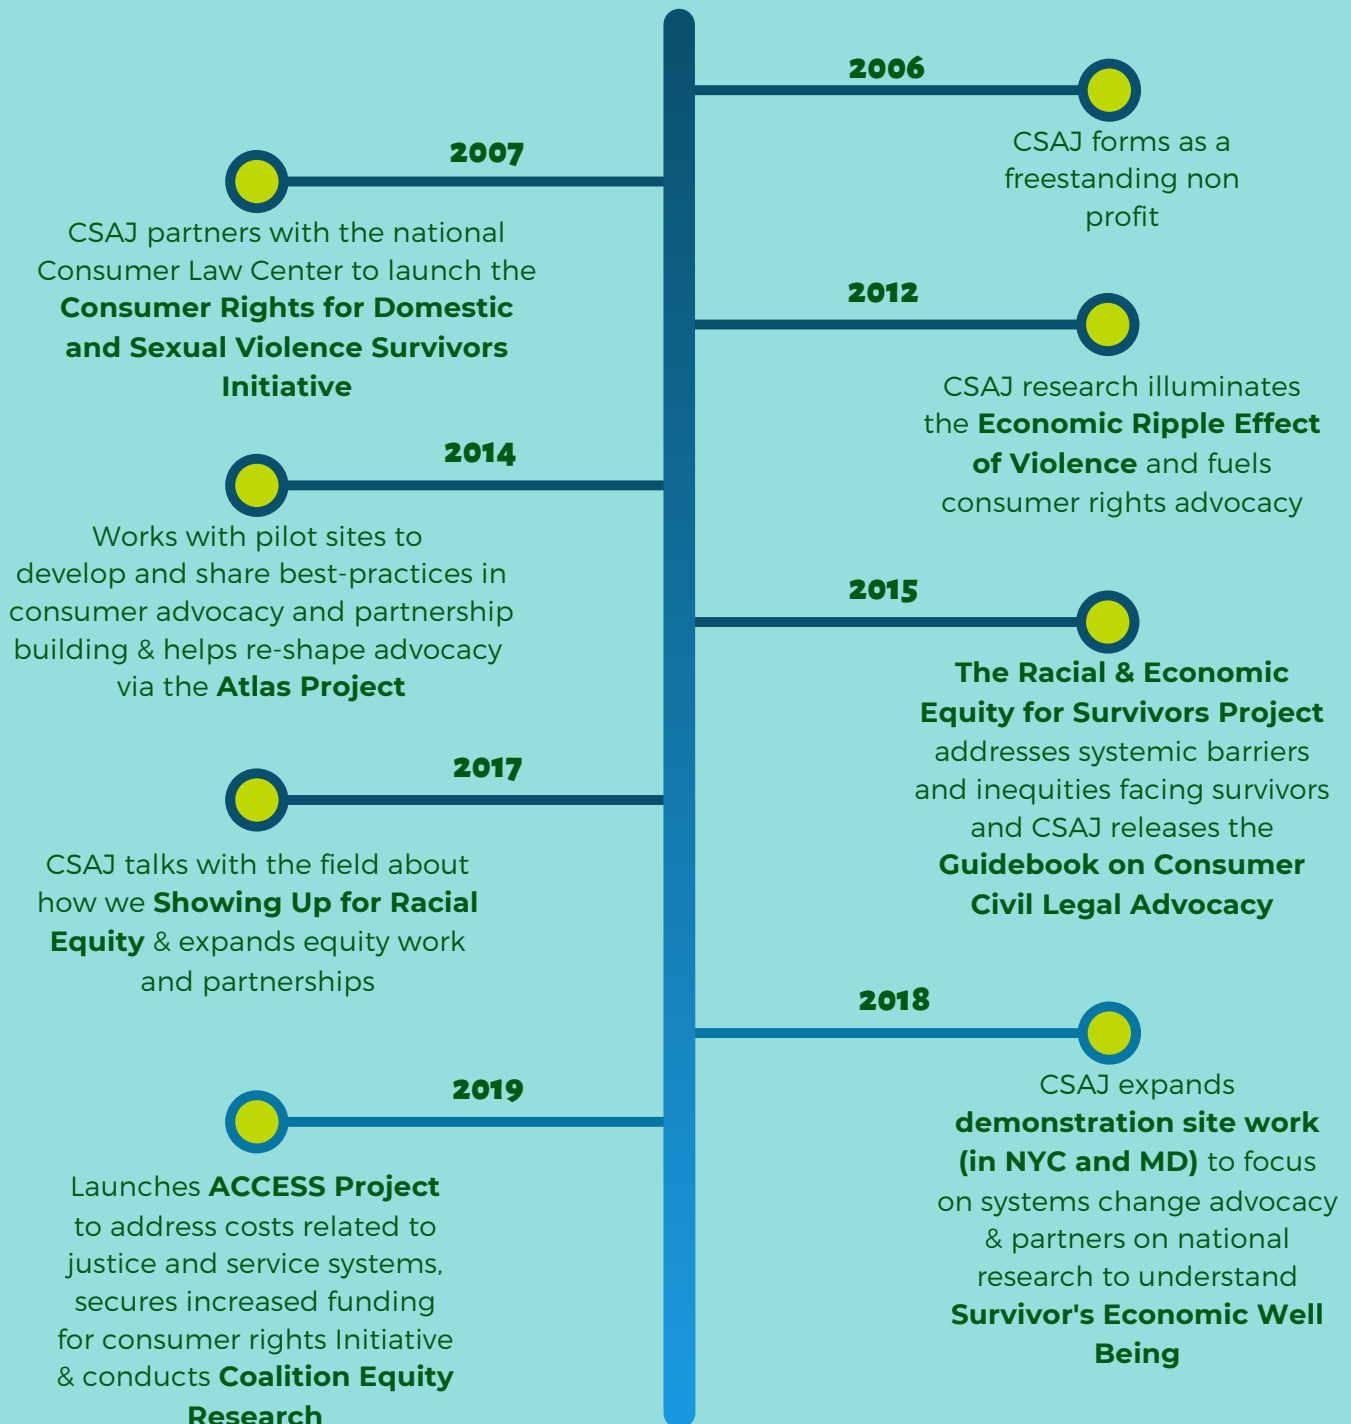 2006
CSAJ forms as a
freestanding non
profit
2007
CSAJ partners with the national
Consumer Law Center to launch the
Consumer Rights for Domestic
and Sexual Violence Survivors
Initiative
2012
CSAJ research illuminates
the Economic Ripple Effect
of Violence and fuels
consumer rights advocacy
2014
Works with pilot sites to
develop and share best-practices in
consumer advocacy and partnership
building & helps re-shape advocacy
via the Atlas Project
2015
The Racial & Economic
Equity for Survivors Project
addresses systemic barriers
and inequities facing survivors
and CSAJ releases the
Guidebook on Consumer
Civil Legal Advocacy
2017
CSAJ talks with the field about
how we Showing Up for Racial
Equity & expands equity work
and partnerships
2018
CSAJ expands
demonstration site work
(in NYC and MD) to focus
on systems change advocacy
& partners on national
research to understand
Survivor's Economic Well
Being
2019
Launches ACCESS Project
to address costs related to
justice and service systems,
secures increased funding
for consumer rights Initiative
& conducts Coalition Equity
Research